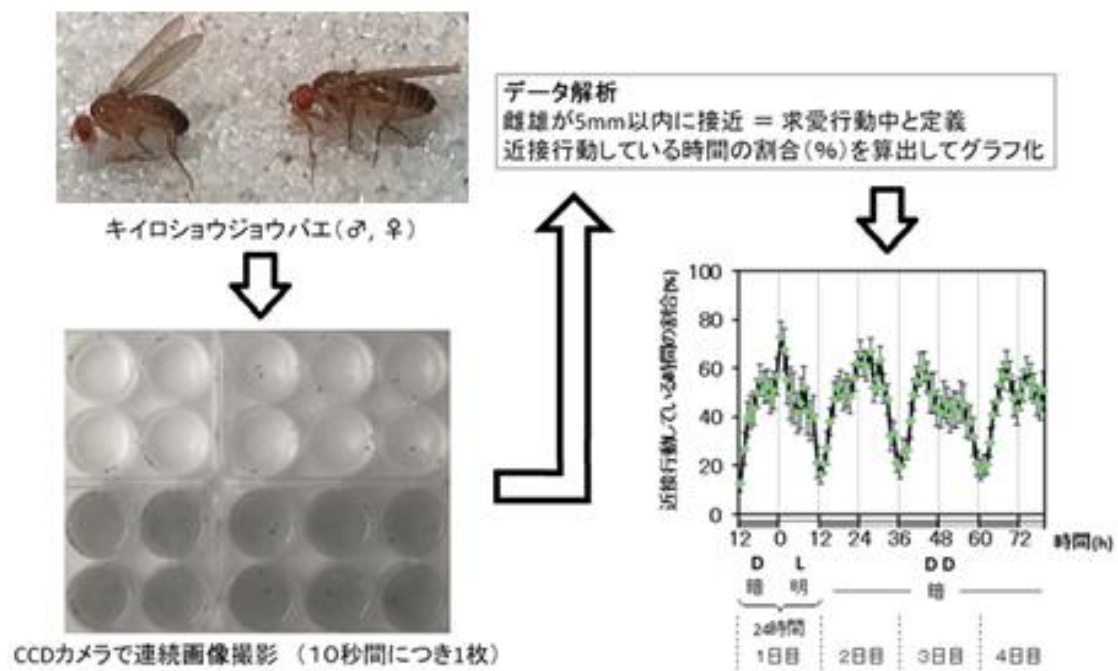 データ解析
雌雄が5mm以内に接近 = 求愛行動中と定義
近接行動している時間の割合(%)を算出してグラフ化
キイロショウジョウバエ(♂, ♀)
CCDカメラで連続画像撮影 (10秒間につき1枚)
近接行動している時間の割合(%)
100
80
60
40
20
0
12 0 12 24 36 48 60 72 時間(h)
D L DD
暗 明 暗
24時間
1日目 2日目 3日目 4日目